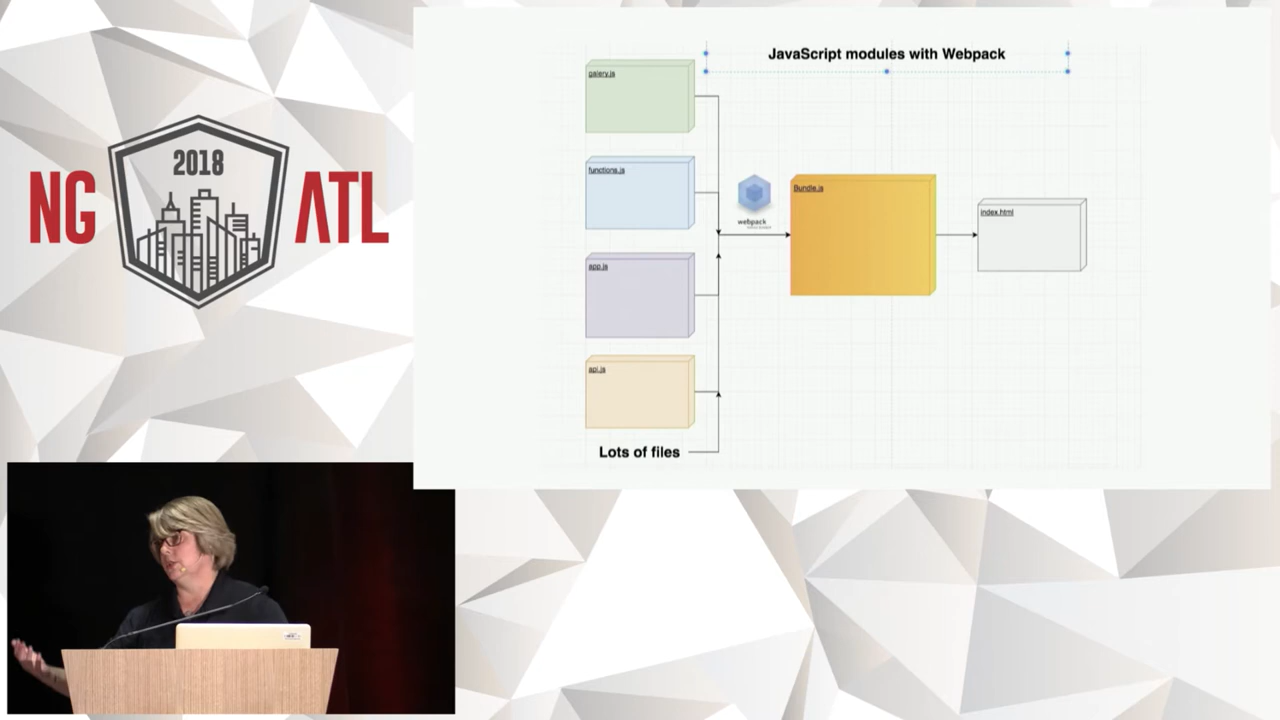 NG
2018
ATL
JavaScript modules with Webpack
galery.js
functions.js
webpack
Bundle.js
index.html
app.js
api.js
Lots of files